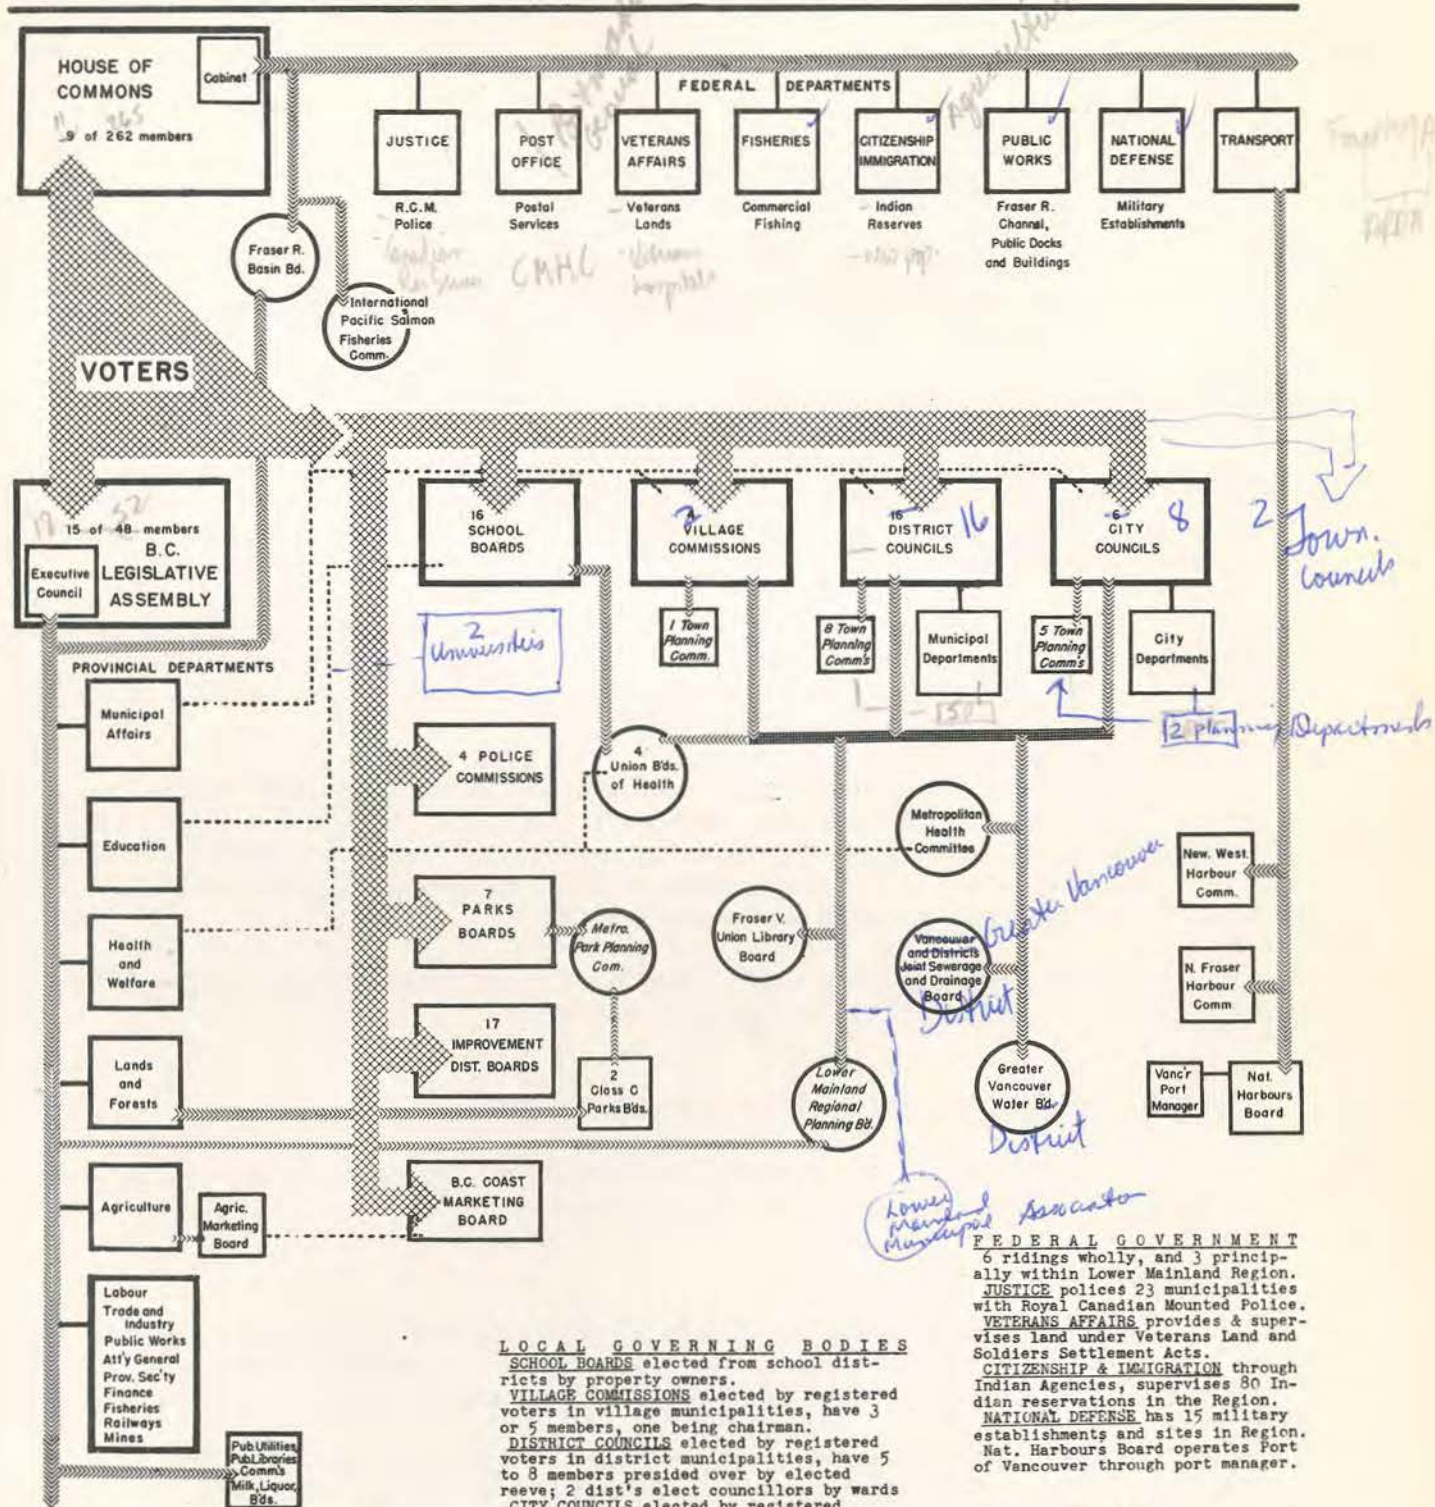 HOUSE OF
COMMONS
Cabinet
11 265
9 of 262 members
FEDERAL DEPARTMENTS
JUSTICE
POST
OFFICE
VETERANS
AFFAIRS
FISHERIES
CITIZENSHIP
IMMIGRATION
PUBLIC
WORKS
NATIONAL
DEFENSE
TRANSPORT
R.C.M.
Police
Postal
Services
CMHC
Veterans
Lands
Commercial
Fishing
Indian
Reserves
Fraser R.
Channel,
Public Docks
and Buildings
Military
Establishments
Fraser R.
Basin Bd.
International
Pacific Salmon
Fisheries
Comm.
VOTERS
52
15 of 48 members
B.C.
LEGISLATIVE
ASSEMBLY
Executive
Council
16
SCHOOL
BOARDS
2
VILLAGE
COMMISSIONS
16 16
DISTRICT
COUNCILS
6 8
CITY
COUNCILS
2 Town.
Councils
1 Town
Planning
Comm.
8 Town
Planning
Comm's
Municipal
Departments
5 Town
Planning
Comm's
City
Departments
2
Universities
2 planning Departments
PROVINCIAL DEPARTMENTS
Municipal
Affairs
Education
Health
and
Welfare
Lands
and
Forests
Agriculture
Agric.
Marketing
Board
Labour
Trade and
Industry
Public Works
Att'y General
Prov. Sec'ty
Finance
Fisheries
Railways
Mines
Pub.Utilities,
Pub.Libraries
Comm's
Milk, Liquor,
B'ds.
4 POLICE
COMMISSIONS
4
Union B'ds.
of Health
7
PARKS
BOARDS
Metro.
Park Planning
Com.
17
IMPROVEMENT
DIST. BOARDS
2
Class C
Parks B'ds.
B.C. COAST
MARKETING
BOARD
Metropolitan
Health
Committee
Fraser V.
Union Library
Board
Greater Vancouver
Vancouver
and Districts
Joint Sewerage
and Drainage
Board
District
Lower
Mainland
Regional
Planning Bd.
Greater
Vancouver
Water Bd.
District
Lower
Mainland
Municipal Association
New. West.
Harbour
Comm.
N. Fraser
Harbour
Comm.
Vanc'r
Port
Manager
Nat.
Harbours
Board
LOCAL GOVERNING BODIES
SCHOOL BOARDS elected from school dist-
ricts by property owners.
VILLAGE COMMISSIONS elected by registered
voters in village municipalities, have 3
or 5 members, one being chairman.
DISTRICT COUNCILS elected by registered
voters in district municipalities, have 5
to 8 members presided over by elected
reeve; 2 dist's elect councillors by wards
CITY COUNCILS elected by registered
FEDERAL GOVERNMENT
6 ridings wholly, and 3 princip-
ally within Lower Mainland Region.
JUSTICE polices 23 municipalities
with Royal Canadian Mounted Police.
VETERANS AFFAIRS provides & super-
vises land under Veterans Land and
Soldiers Settlement Acts.
CITIZENSHIP & IMMIGRATION through
Indian Agencies, supervises 80 In-
dian reservations in the Region.
NATIONAL DEFENSE has 15 military
establishments and sites in Region.
Nat. Harbours Board operates Port
of Vancouver through port manager.